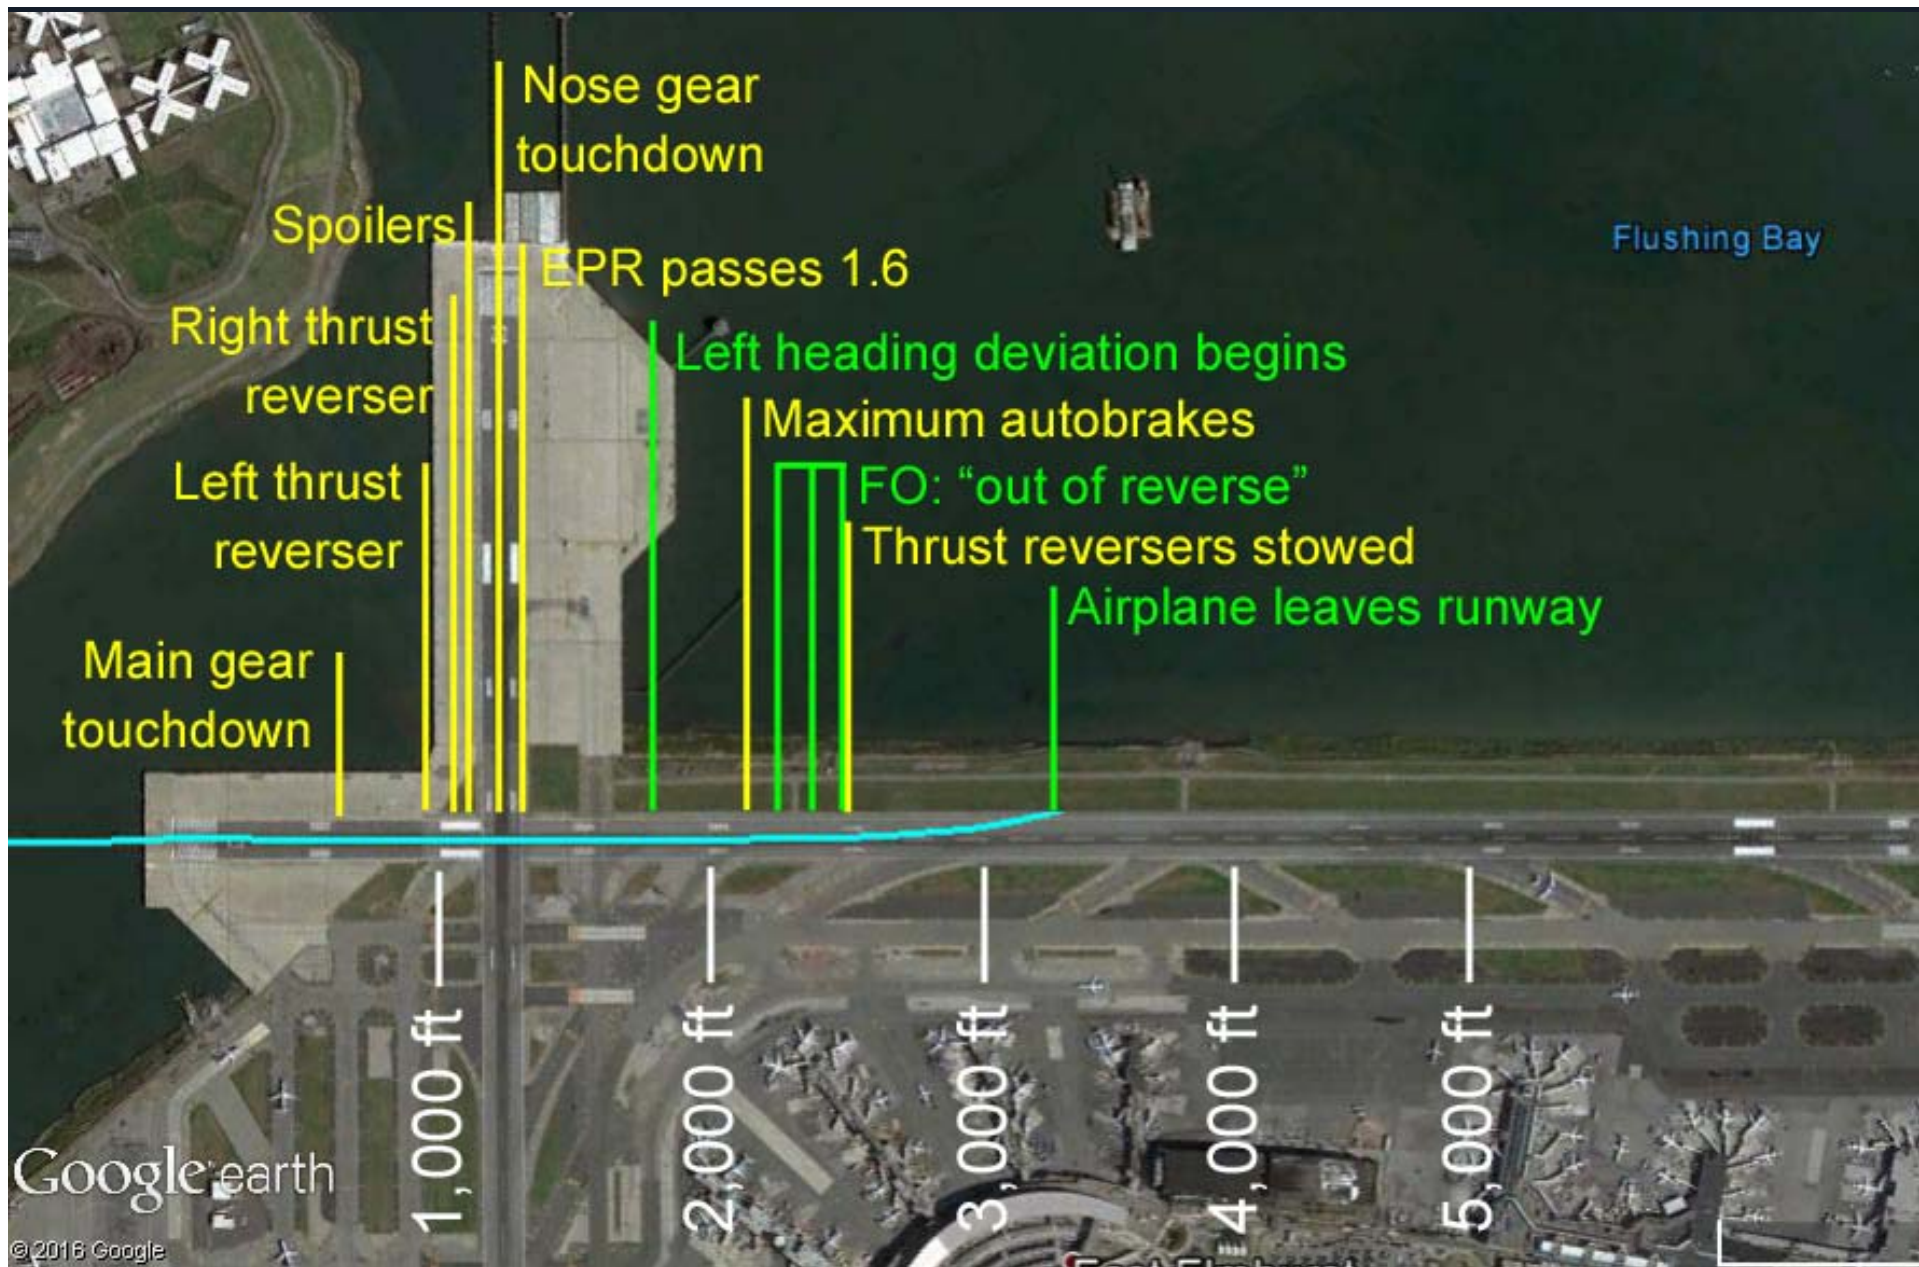 Nose gear
touchdown
Spoilers
EPR passes 1.6
Flushing Bay
Right thrust
reverser
Left heading deviation begins
Maximum autobrakes
Left thrust
reverser
FO: “out of reverse”
Thrust reversers stowed
Airplane leaves runway
Main gear
touchdown
1,000 ft
2,000 ft
3,000 ft
4,000 ft
5,000 ft
Google earth
© 2016 Google